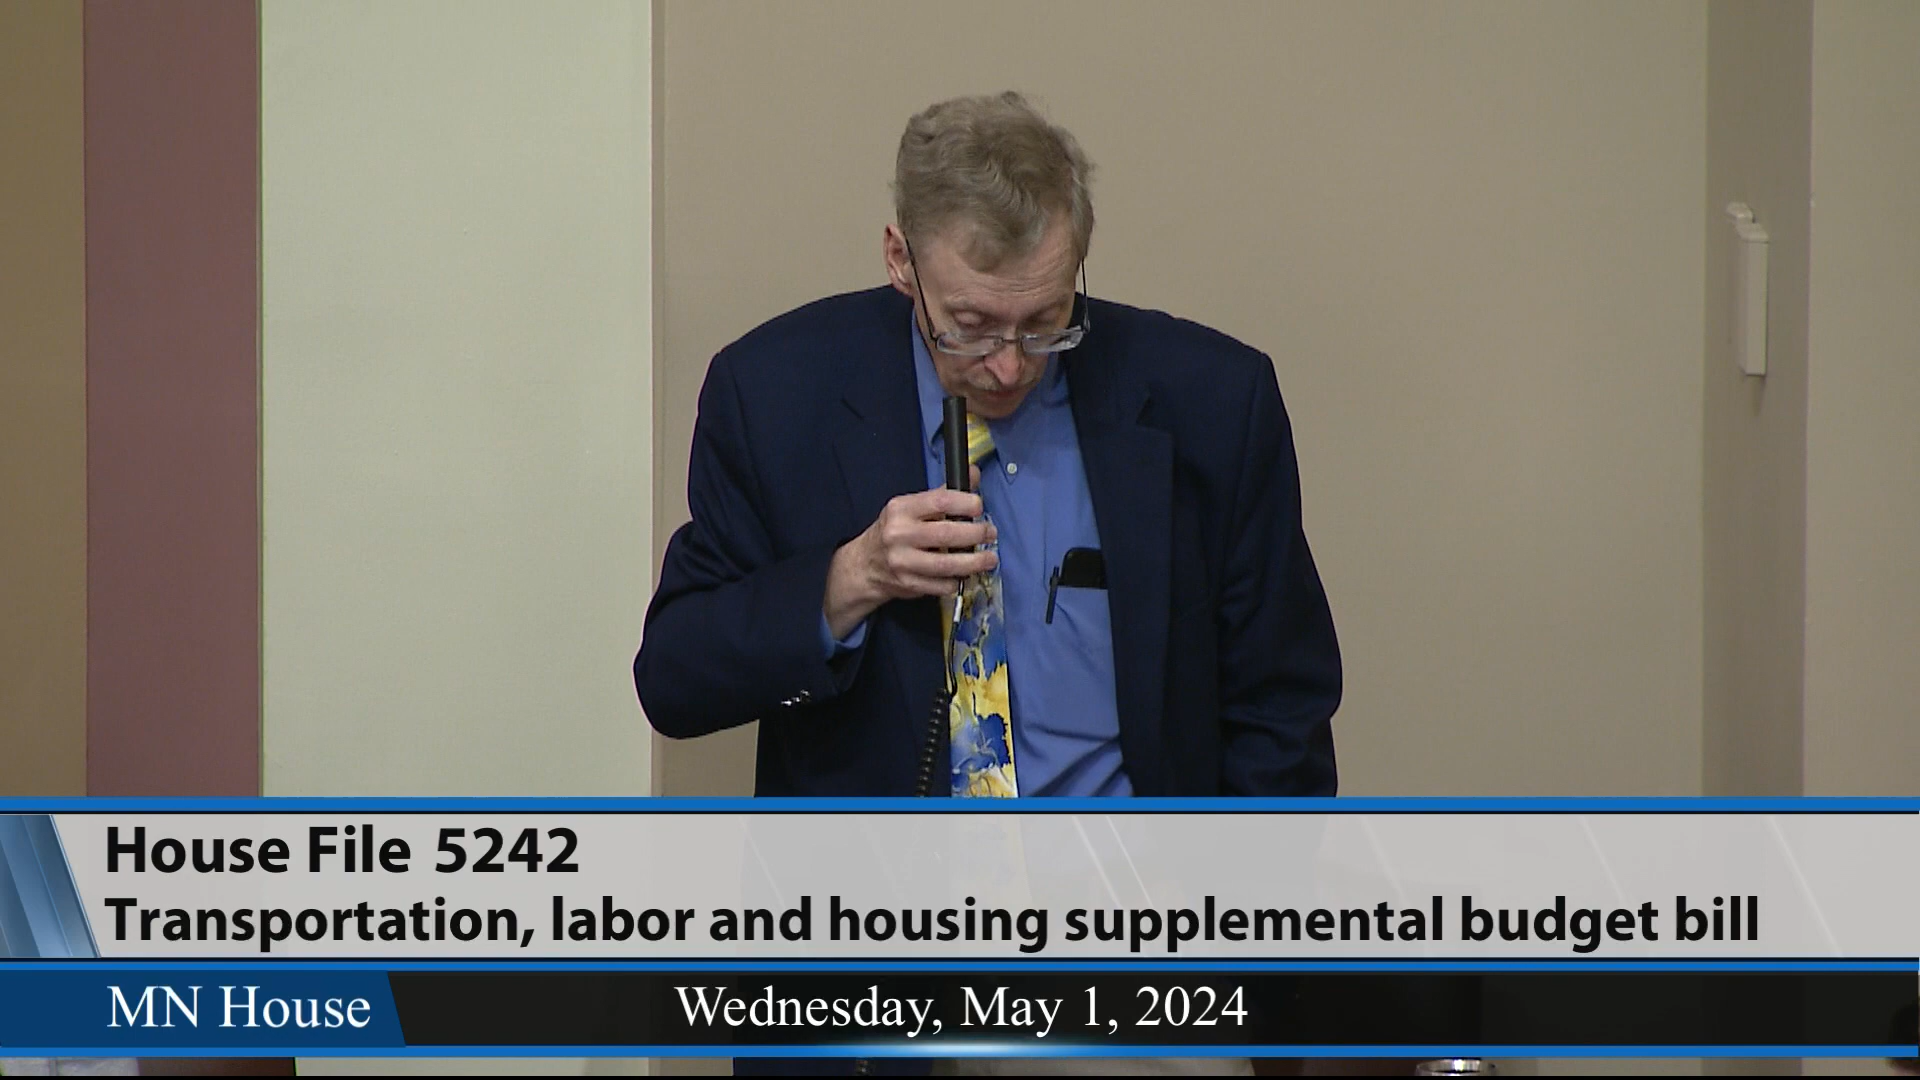 House File 5242
Transportation, labor and housing supplemental budget bill
MN House
Wednesday, May 1, 2024